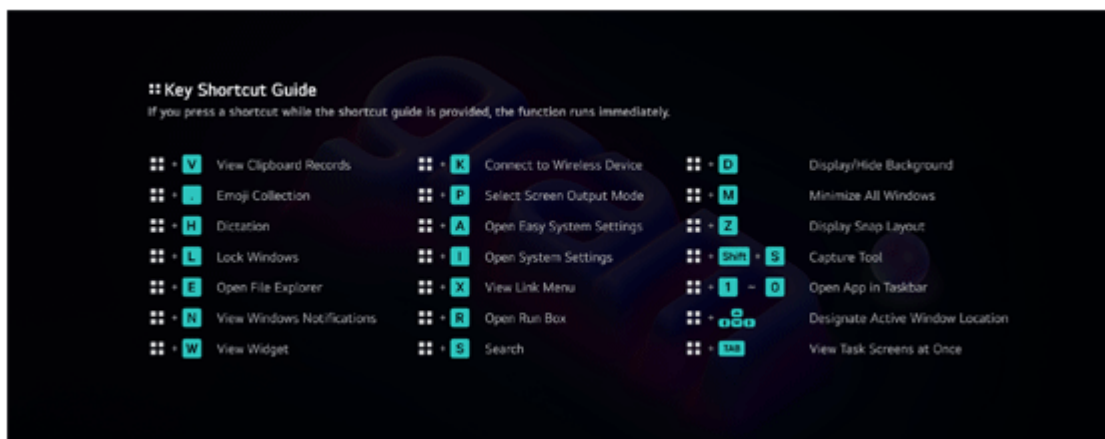 Key Shortcut Guide
If you press a shortcut while the shortcut guide is provided, the function runs immediately.
+ V View Clipboard Records
+ . Emoji Collection
+ H Dictation
+ L Lock Windows
+ E Open File Explorer
+ N View Windows Notifications
+ W View Widget
+ K Connect to Wireless Device
+ P Select Screen Output Mode
+ A Open Easy System Settings
+ I Open System Settings
+ X View Link Menu
+ R Open Run Box
+ S Search
+ D Display/Hide Background
+ M Minimize All Windows
+ Z Display Snap Layout
+ Shift + S Capture Tool
+ 1 ~ 0 Open App in Taskbar
+ Designate Active Window Location
+ TAB View Task Screens at Once